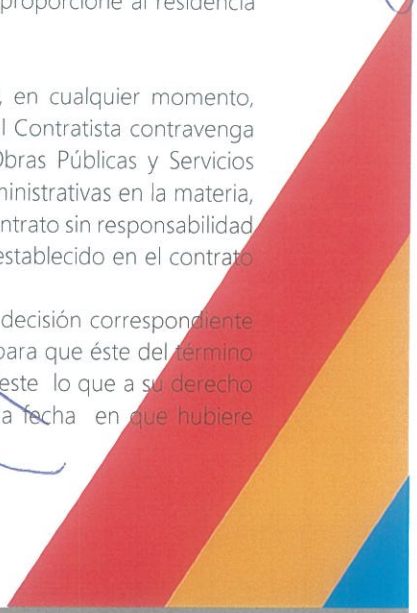 proporcione al residencia
, en cualquier momento,
l Contratista contravenga
Obras Públicas y Servicios
ministrativas en la materia,
ontrato sin responsabilidad
establecido en el contrato
decisión correspondiente
para que éste del término
este lo que a su derecho
a fecha en que hubiere